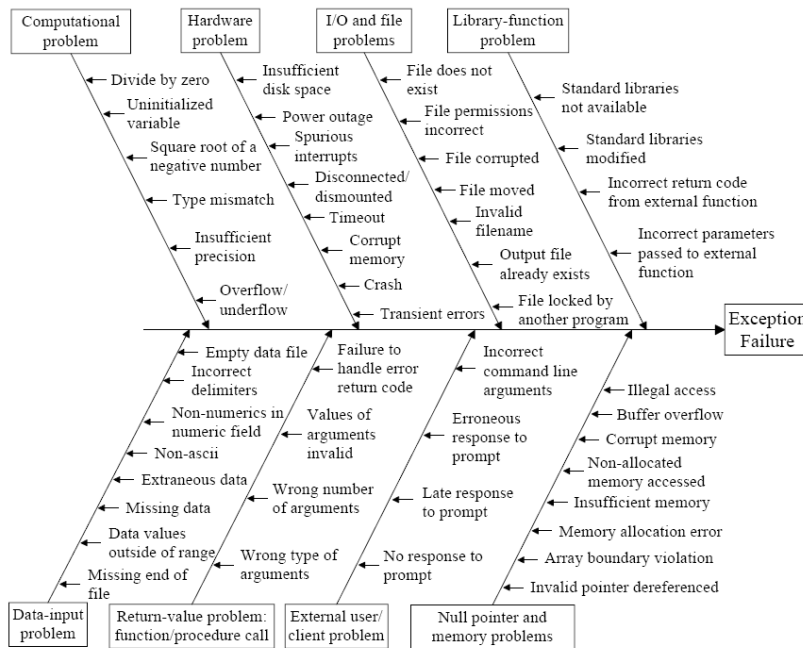 Computational
problem
Hardware
problem
I/O and file
problems
Library-function
problem
Divide by zero
Uninitialized
variable
Square root of a
negative number
Type mismatch
Insufficient
precision
Overflow/
underflow
Insufficient
disk space
Power outage
Spurious
interrupts
Disconnected/
dismounted
Timeout
Corrupt
memory
Crash
Transient errors
File does not
exist
File permissions
incorrect
File corrupted
File moved
Invalid
filename
Output file
already exists
File locked by
another program
Standard libraries
not available
Standard libraries
modified
Incorrect return code
from external function
Incorrect parameters
passed to external
function
Exception
Failure
Empty data file
Incorrect
delimiters
Non-numerics in
numeric field
Non-ascii
Extraneous data
Missing data
Data values
outside of range
Missing end of
file
Failure to
handle error
return code
Values of
arguments
invalid
Wrong number
of arguments
Wrong type of
arguments
Incorrect
command line
arguments
Erroneous
response to
prompt
Late response
to prompt
No response to
prompt
Illegal access
Buffer overflow
Corrupt memory
Non-allocated
memory accessed
Insufficient memory
Memory allocation error
Array boundary violation
Invalid pointer dereferenced
Data-input
problem
Return-value problem:
function/procedure call
External user/
client problem
Null pointer and
memory problems